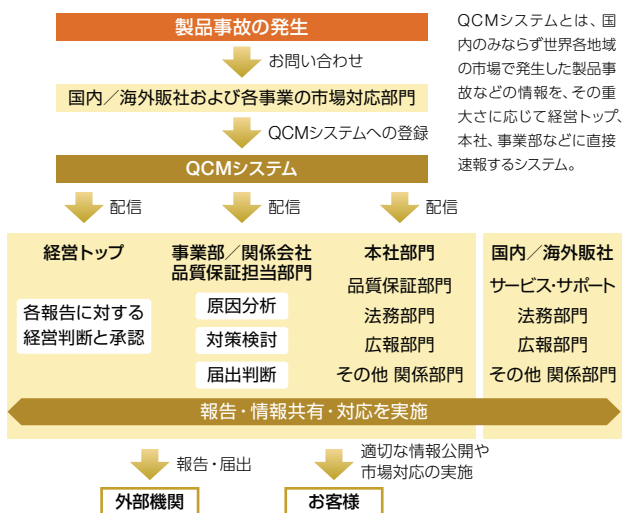 製品事故の発生
お問い合わせ
国内／海外販社および各事業の市場対応部門
QCMシステムへの登録
QCMシステム
QCMシステムとは、国
内のみならず世界各地域
の市場で発生した製品事
故などの情報を、その重
大さに応じて経営トップ、
本社、事業部などに直接
速報するシステム。
配信
配信
配信
経営トップ
各報告に対する
経営判断と承認
事業部／関係会社
品質保証担当部門
原因分析
対策検討
届出判断
本社部門
品質保証部門
法務部門
広報部門
その他 関係部門
国内／海外販社
サービス・サポート
法務部門
広報部門
その他 関係部門
報告・情報共有・対応を実施
報告・届出
適切な情報公開や
市場対応の実施
外部機関
お客様